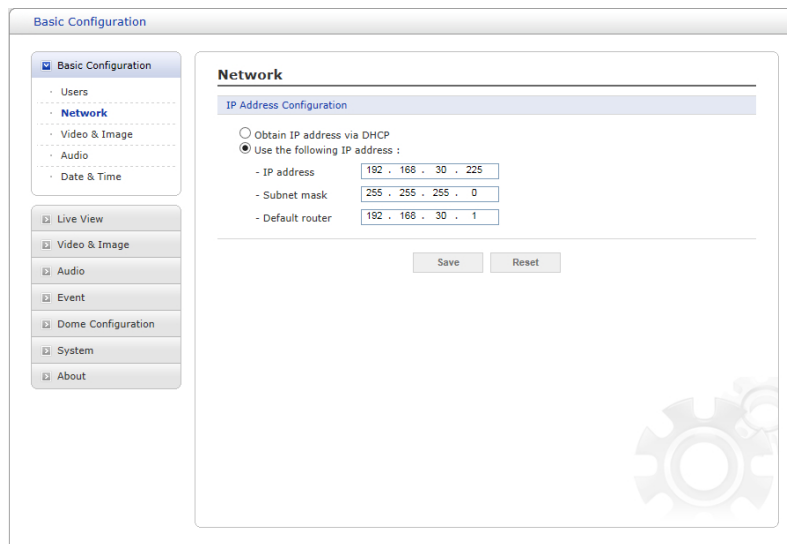 Basic Configuration
Basic Configuration
· Users
· Network
· Video & Image
· Audio
· Date & Time
Live View
Video & Image
Audio
Event
Dome Configuration
System
About
Network
IP Address Configuration
Obtain IP address via DHCP
Use the following IP address :
- IP address 192 . 168 . 30 . 225
- Subnet mask 255 . 255 . 255 . 0
- Default router 192 . 168 . 30 . 1
Save Reset